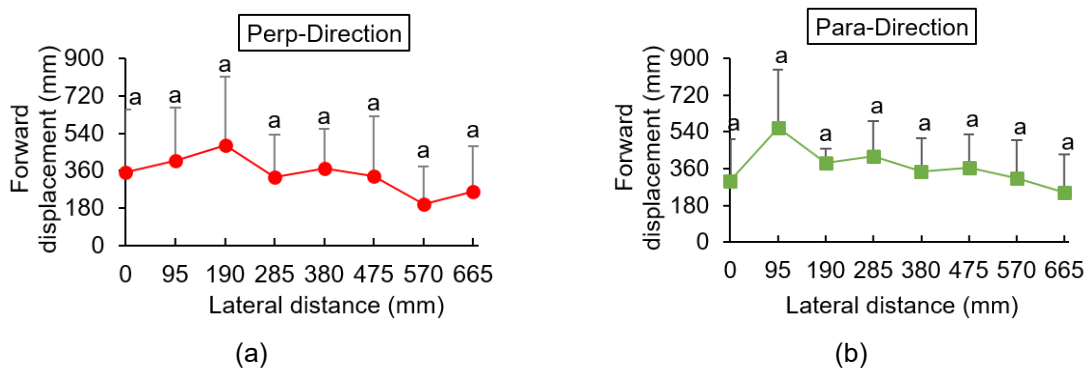 Perp-Direction
Forward
displacement (mm)
900
720
540
360
180
0
a a a a a a a a
0 95 190 285 380 475 570 665
Lateral distance (mm)
(a)
Para-Direction
Forward
displacement (mm)
900
720
540
360
180
0
a a a a a a a a
0 95 190 285 380 475 570 665
Lateral distance (mm)
(b)